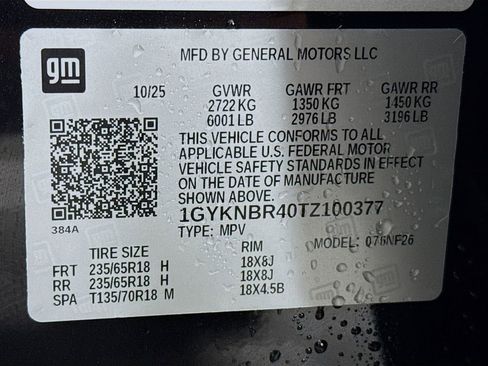 gm
MFD BY GENERAL MOTORS LLC
10/25 GVWR GAWR FRT GAWR RR
2722 KG 1350 KG 1450 KG
6001 LB 2976 LB 3196 LB
THIS VEHICLE CONFORMS TO ALL
APPLICABLE U.S. FEDERAL MOTOR
VEHICLE SAFETY STANDARDS IN EFFECT
ON THE DATE OF MANUFACTURE
SHOWN ABOVE.
384A
1GYKNBR40TZ100377
TYPE: MPV MODEL:
TIRE SIZE RIM
FRT 235/65R18 H 18X8J
RR 235/65R18 H 18X8J
SPA T135/70R18 M 18X4.5B